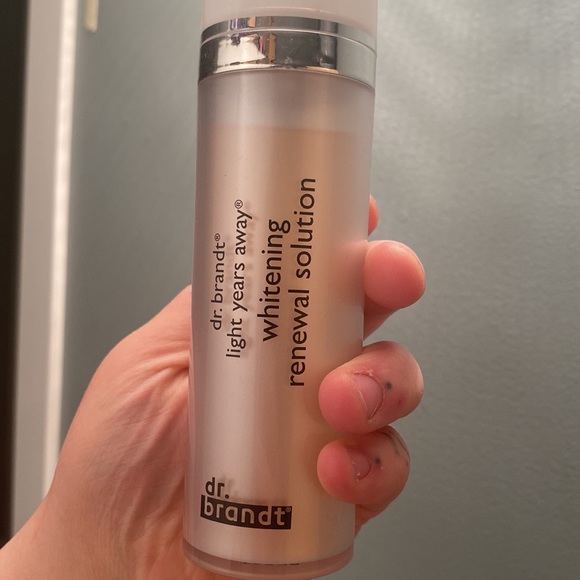 dr. brandt®
light years away®
whitening
renewal solution
dr.
brandt®